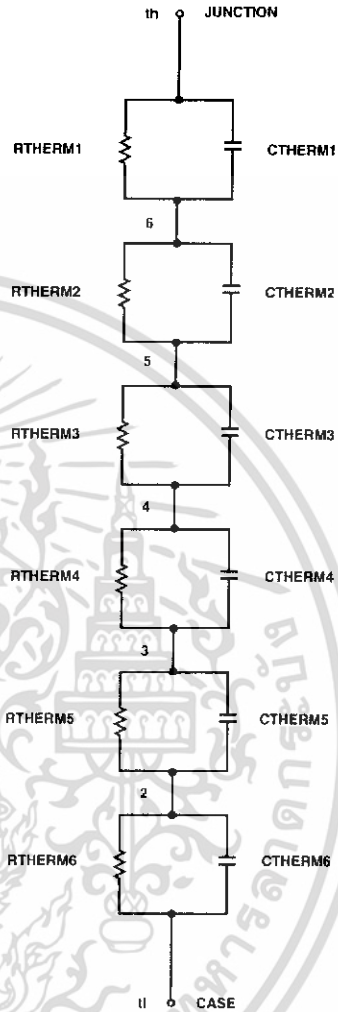 th JUNCTION
RTHERM1 CTHERM1
6
RTHERM2 CTHERM2
5
RTHERM3 CTHERM3
4
RTHERM4 CTHERM4
3
RTHERM5 CTHERM5
2
RTHERM6 CTHERM6
tl CASE